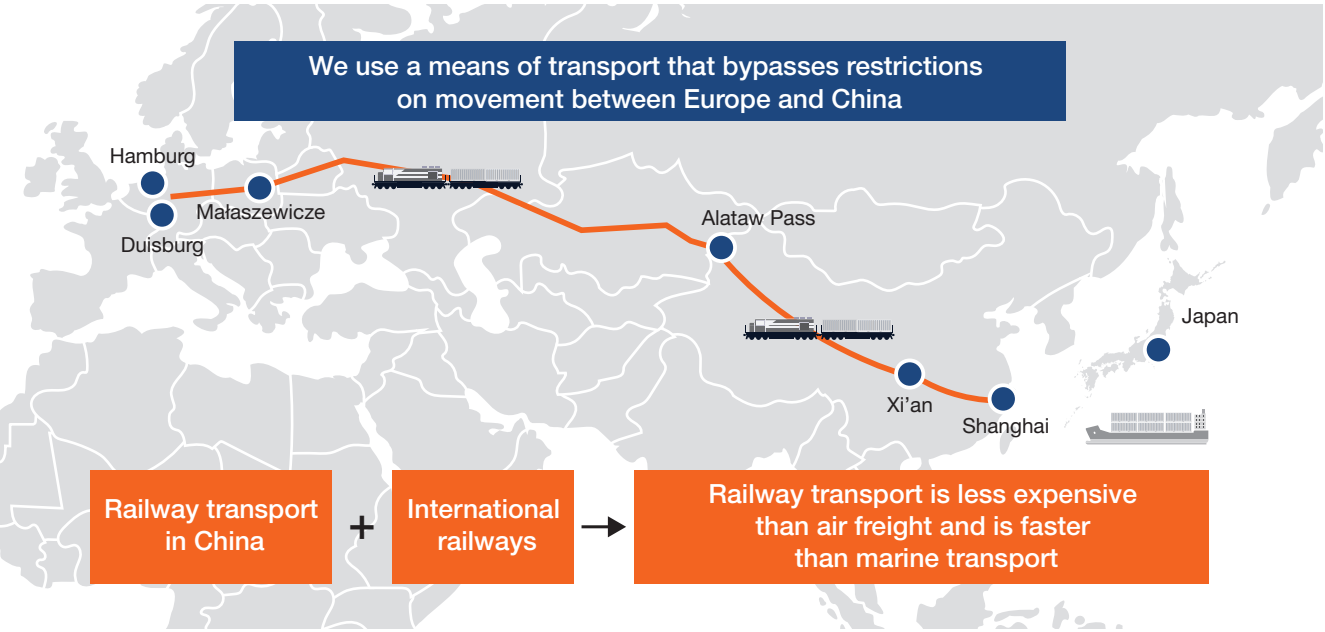 We use a means of transport that bypasses restrictions
on movement between Europe and China
Hamburg
Małaszewicze
Duisburg
Alataw Pass
Japan
Xi’an
Shanghai
Railway transport
in China
+
International
railways
Railway transport is less expensive
than air freight and is faster
than marine transport